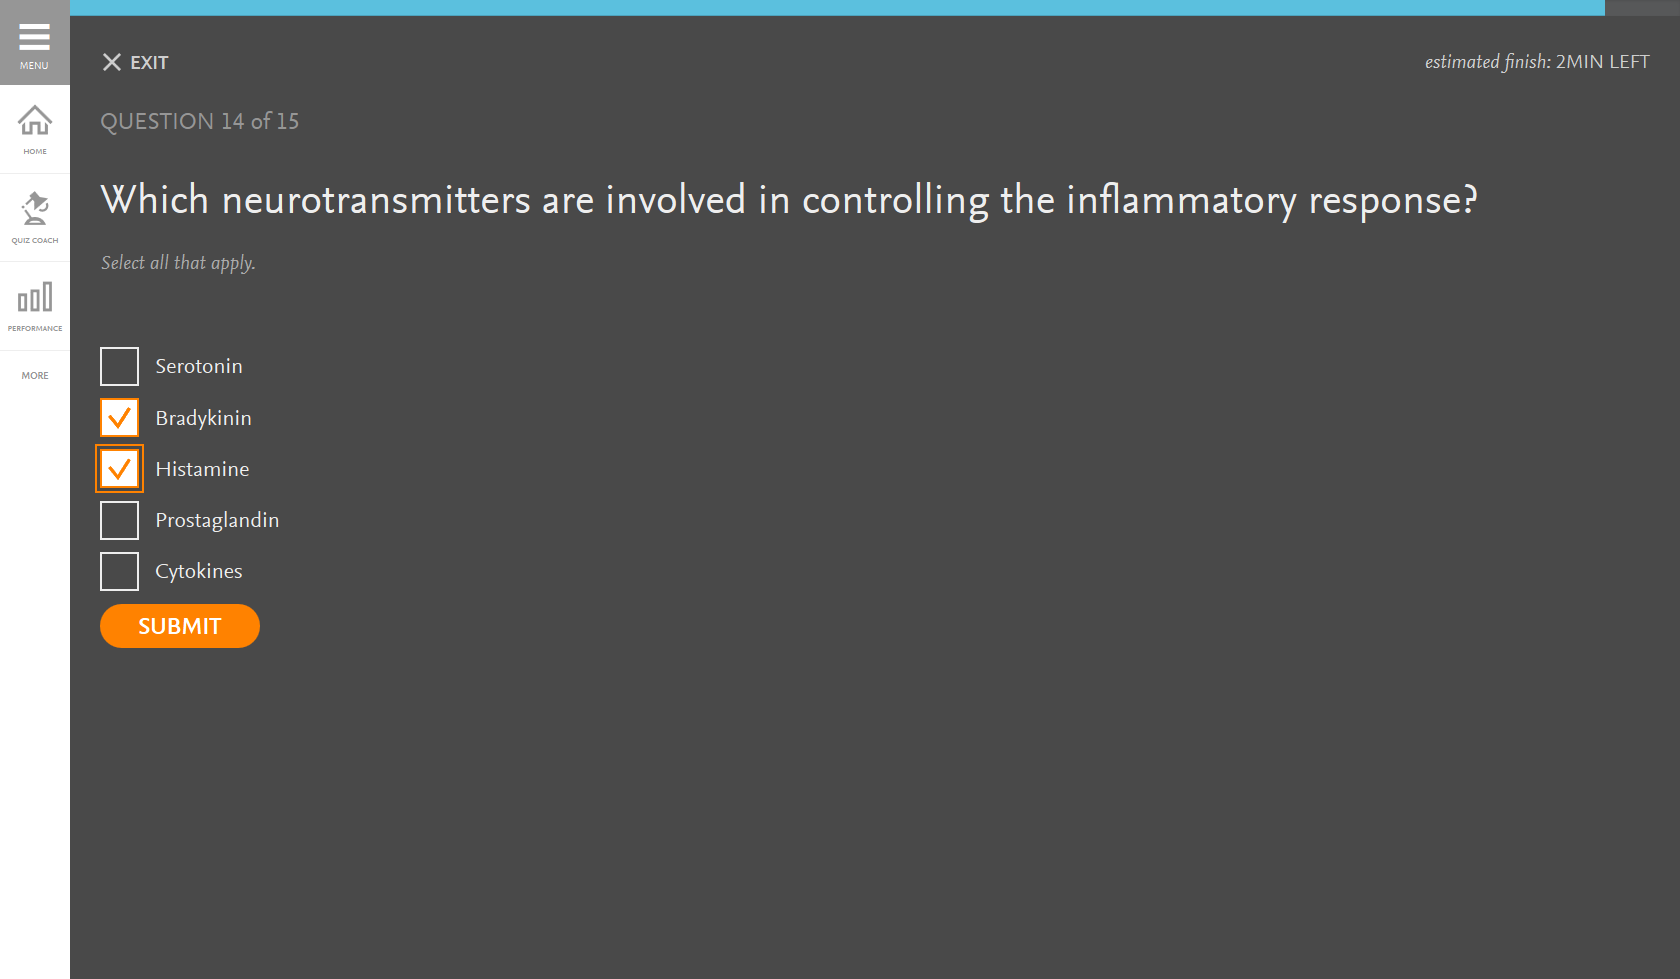 MENU
EXIT
estimated finish: 2MIN LEFT
HOME
QUIZ COACH
PERFORMANCE
MORE
QUESTION 14 of 15
Which neurotransmitters are involved in controlling the inflammatory response?
Select all that apply.
Serotonin
Bradykinin
Histamine
Prostaglandin
Cytokines
SUBMIT